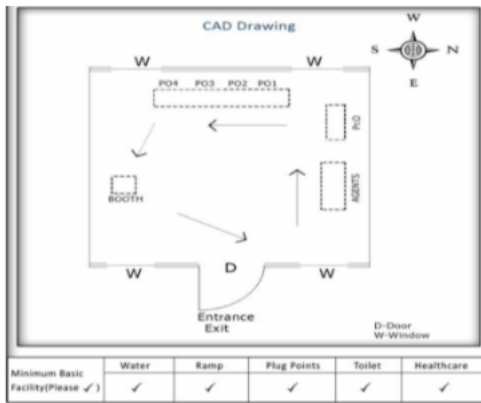 CAD Drawing
W
S N
E
W W
PO4 PO3 PO2 PO1
PLO
AGENTS
BOOTH
W D W
Entrance
Exit
D-Door
W-Window
Minimum Basic Facility(Please ✓) Water Ramp Plug Points Toilet Healthcare
✓ ✓ ✓ ✓ ✓